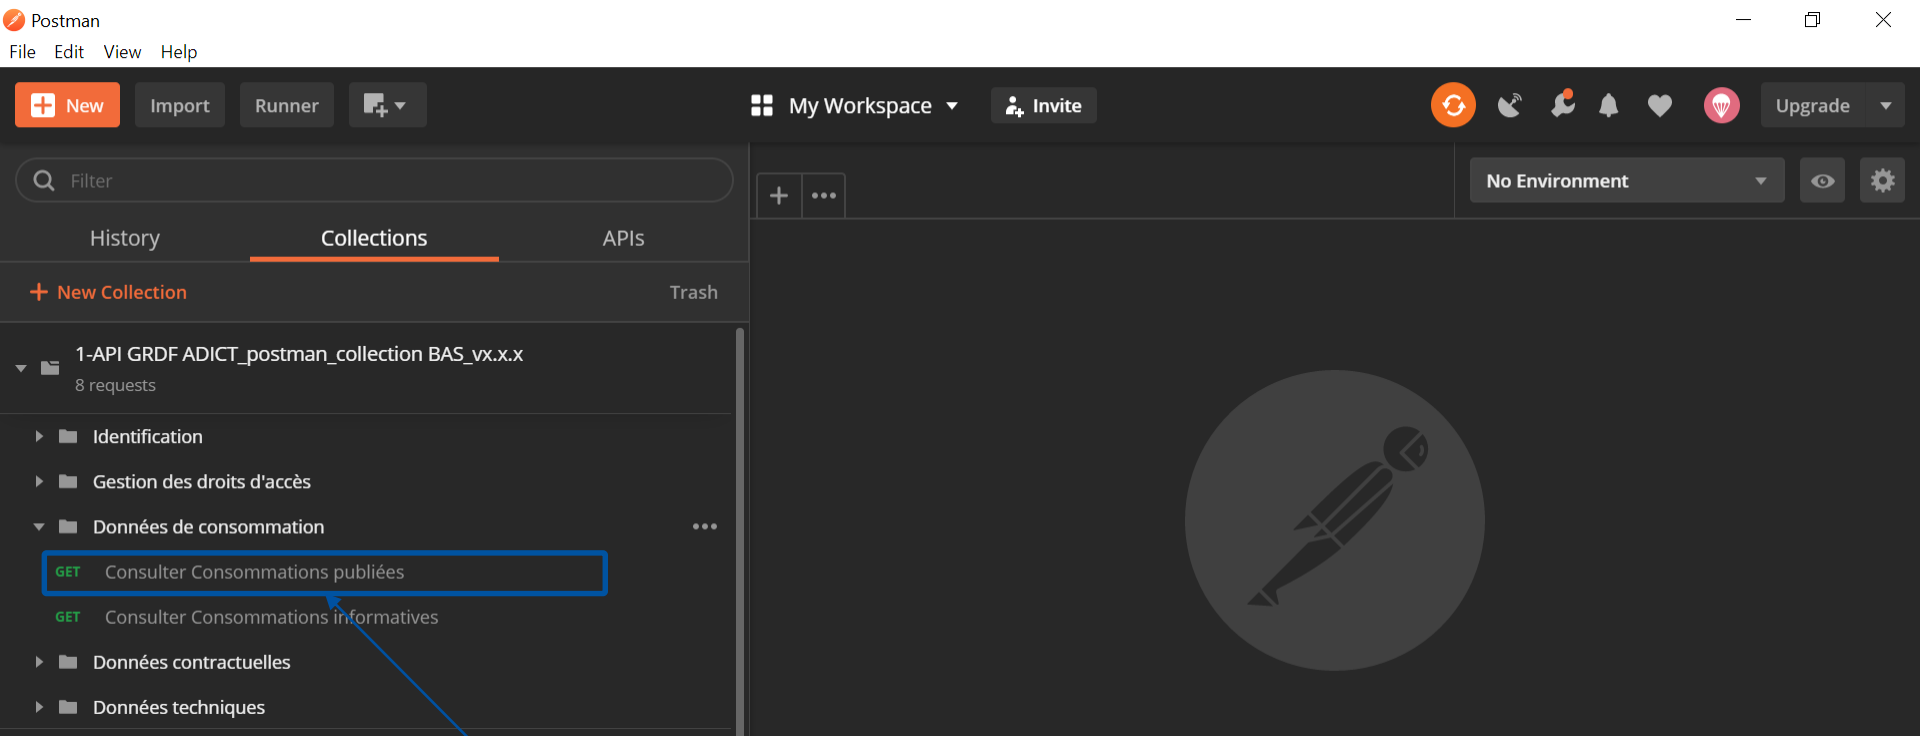 Postman
File Edit View Help
New Import Runner My Workspace Invite Upgrade
Filter
No Environment
History Collections APIs
New Collection Trash
1-API GRDF ADICT_postman_collection BAS_vx.x.x
8 requests
Identification
Gestion des droits d'accès
Données de consommation
GET Consulter Consommations publiées
GET Consulter Consommations informatives
Données contractuelles
Données techniques